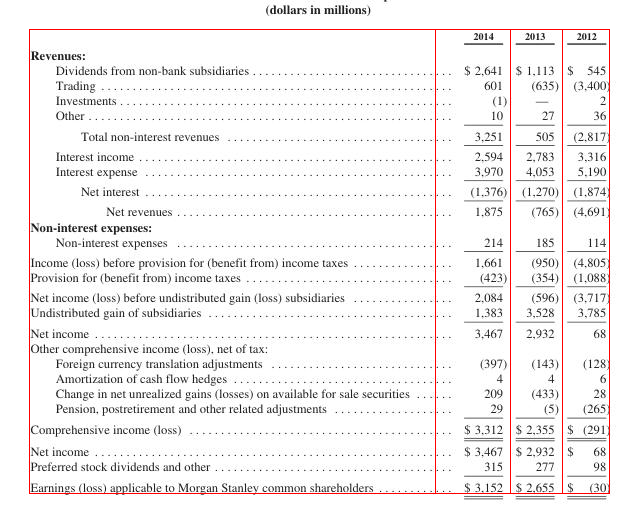 (dollars in millions)
2014 2013 2012
Revenues:
Dividends from non-bank subsidiaries $ 2,641 $ 1,113 $ 545
Trading 601 (635) (3,400)
Investments (1) — 2
Other 10 27 36
Total non-interest revenues 3,251 505 (2,817)
Interest income 2,594 2,783 3,316
Interest expense 3,970 4,053 5,190
Net interest (1,376) (1,270) (1,874)
Net revenues 1,875 (765) (4,691)
Non-interest expenses:
Non-interest expenses 214 185 114
Income (loss) before provision for (benefit from) income taxes 1,661 (950) (4,805)
Provision for (benefit from) income taxes (423) (354) (1,088)
Net income (loss) before undistributed gain (loss) subsidiaries 2,084 (596) (3,717)
Undistributed gain of subsidiaries 1,383 3,528 3,785
Net income 3,467 2,932 68
Other comprehensive income (loss), net of tax:
Foreign currency translation adjustments (397) (143) (128)
Amortization of cash flow hedges 4 4 6
Change in net unrealized gains (losses) on available for sale securities 209 (433) 28
Pension, postretirement and other related adjustments 29 (5) (265)
Comprehensive income (loss) $ 3,312 $ 2,355 $ (291)
Net income $ 3,467 $ 2,932 $ 68
Preferred stock dividends and other 315 277 98
Earnings (loss) applicable to Morgan Stanley common shareholders $ 3,152 $ 2,655 $ (30)